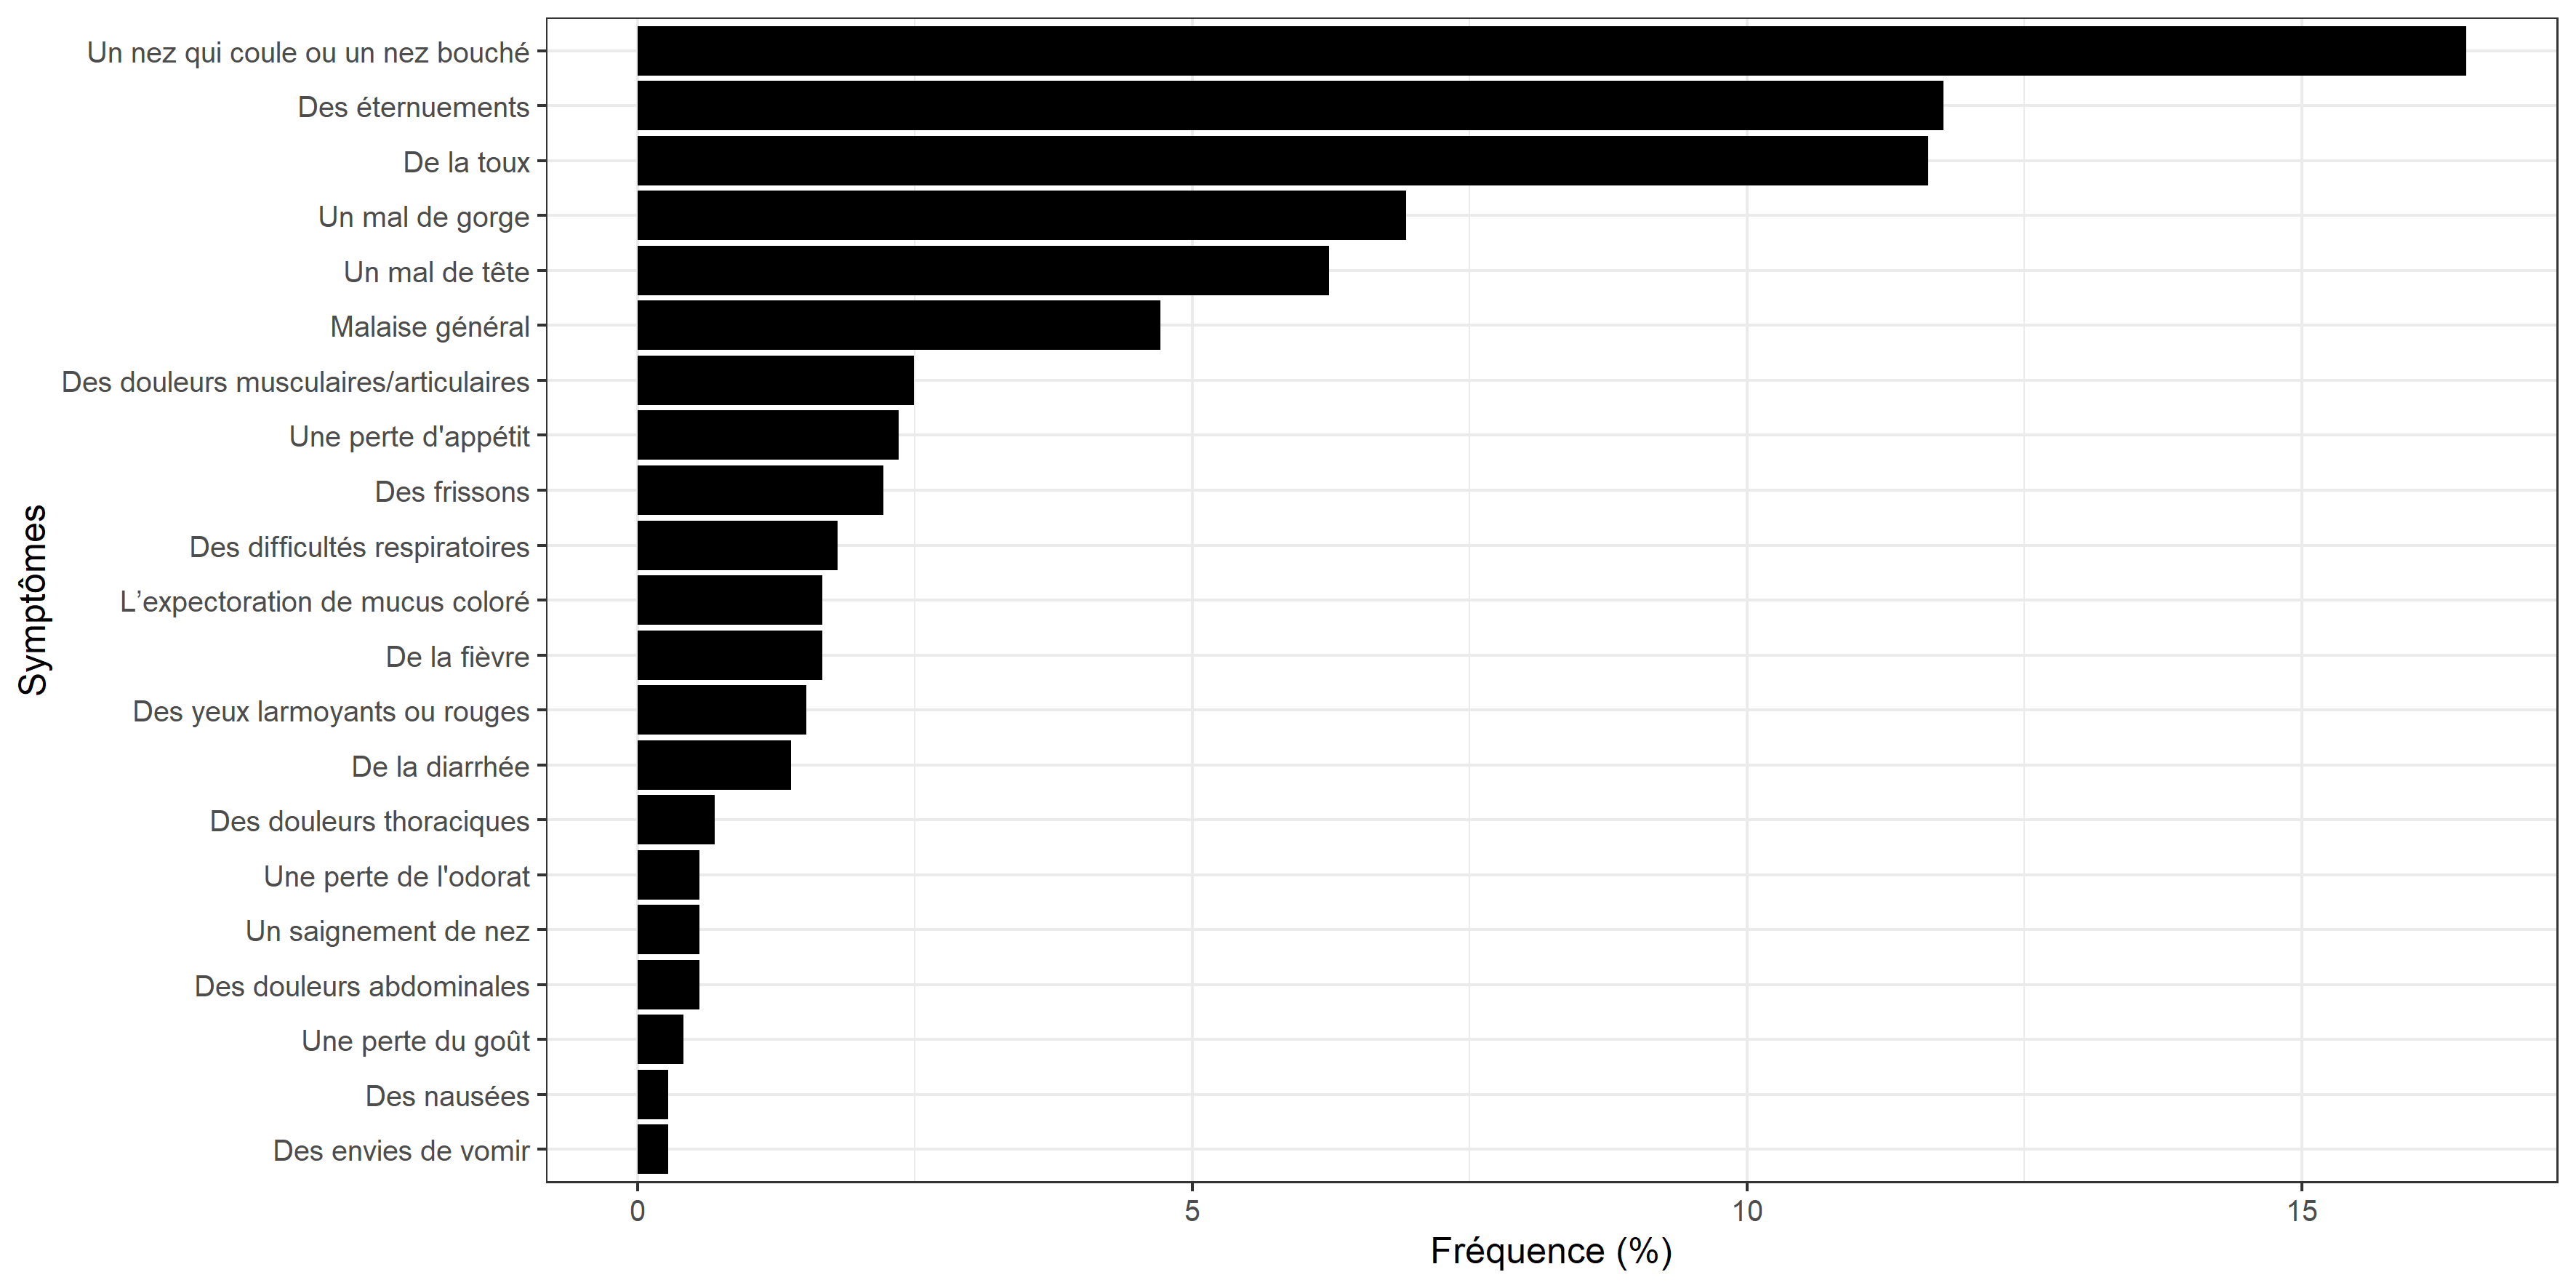 Un nez qui coule ou un nez bouché
Des éternuements
De la toux
Un mal de gorge
Un mal de tête
Malaise général
Des douleurs musculaires/articulaires
Une perte d'appétit
Des frissons
Des difficultés respiratoires
L’expectoration de mucus coloré
De la fièvre
Des yeux larmoyants ou rouges
De la diarrhée
Des douleurs thoraciques
Une perte de l'odorat
Un saignement de nez
Des douleurs abdominales
Une perte du goût
Des nausées
Des envies de vomir
Symptômes
0 5 10 15
Fréquence (%)